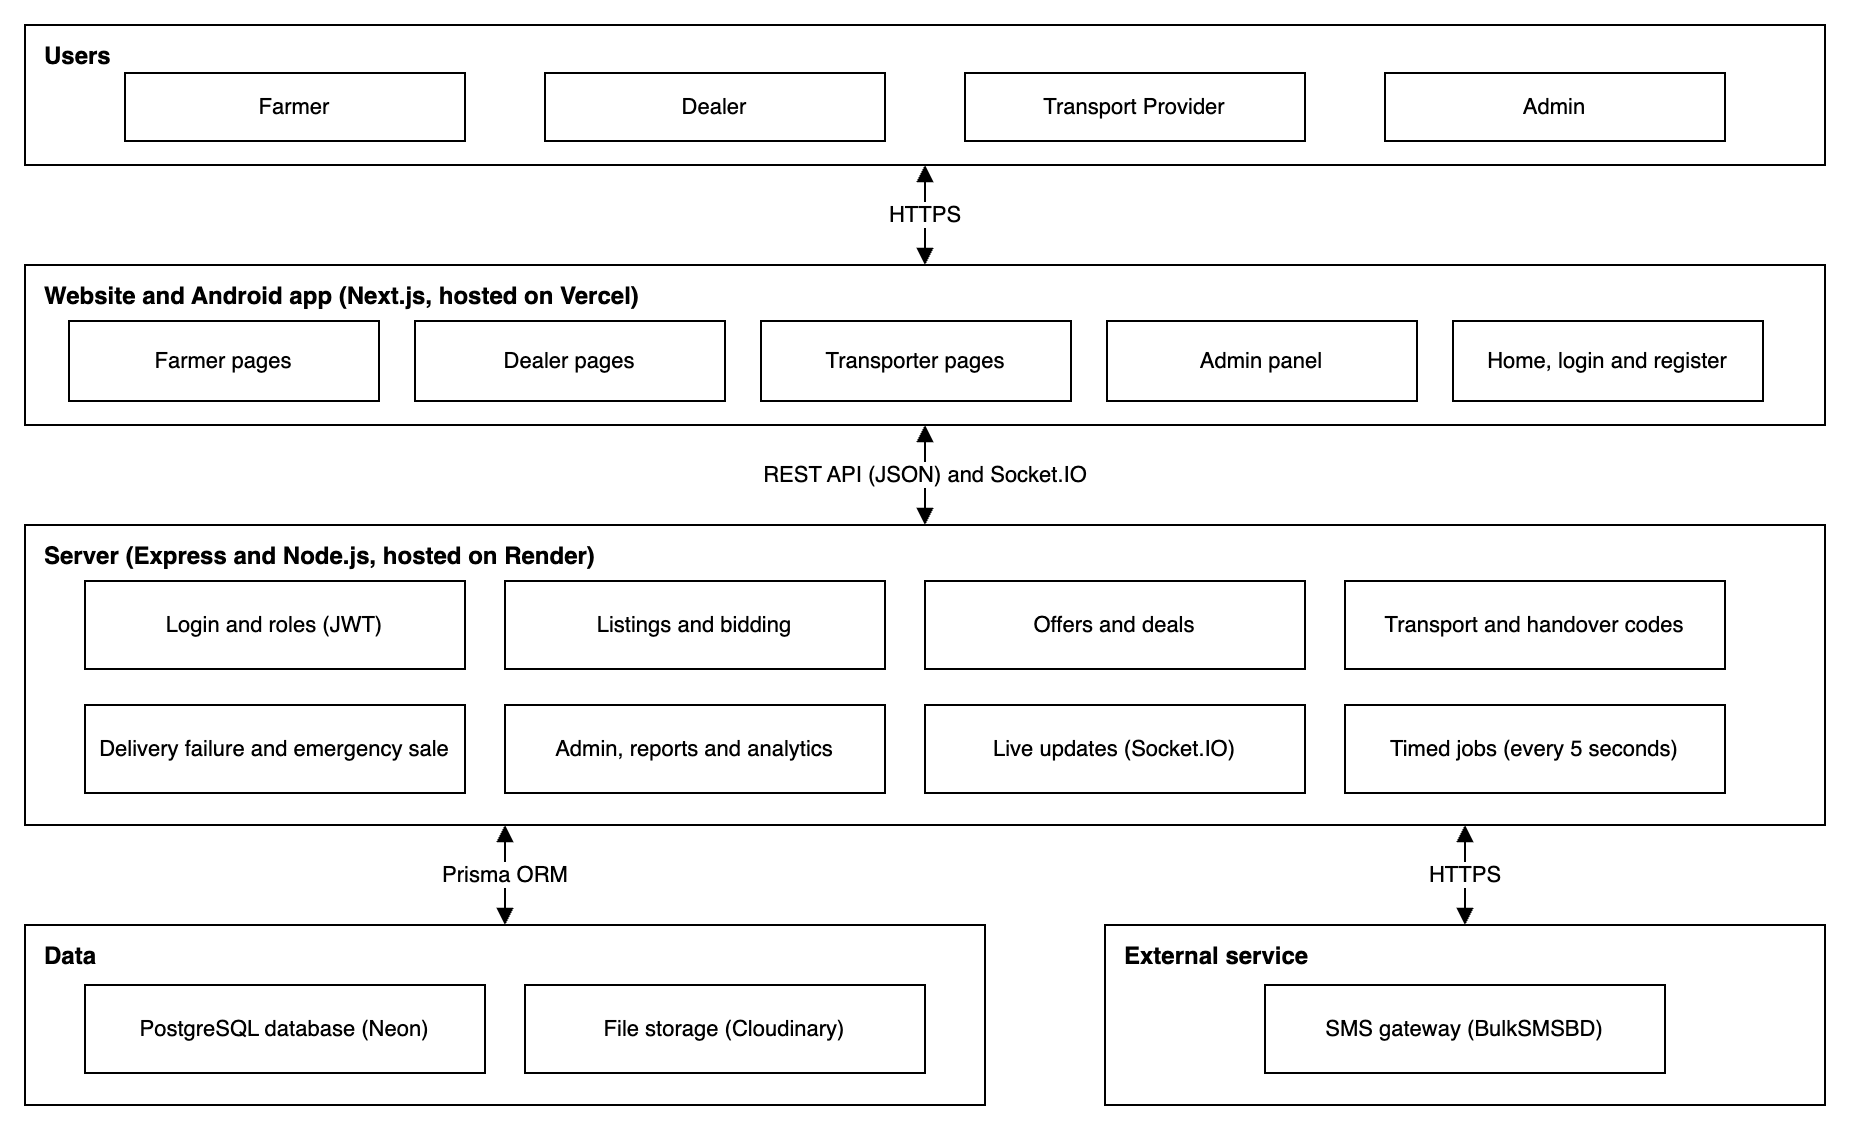 Users
Farmer
Dealer
Transport Provider
Admin
HTTPS
Website and Android app (Next.js, hosted on Vercel)
Farmer pages
Dealer pages
Transporter pages
Admin panel
Home, login and register
REST API (JSON) and Socket.IO
Server (Express and Node.js, hosted on Render)
Login and roles (JWT)
Listings and bidding
Offers and deals
Transport and handover codes
Delivery failure and emergency sale
Admin, reports and analytics
Live updates (Socket.IO)
Timed jobs (every 5 seconds)
Prisma ORM
HTTPS
Data
PostgreSQL database (Neon)
File storage (Cloudinary)
External service
SMS gateway (BulkSMSBD)